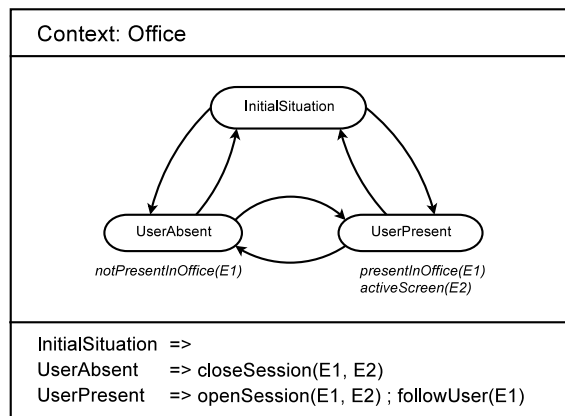 Context: Office
InitialSituation
UserAbsent
UserPresent
notPresentInOffice(E1)
presentInOffice(E1)
activeScreen(E2)
InitialSituation =>
UserAbsent => closeSession(E1, E2)
UserPresent => openSession(E1, E2) ; followUser(E1)